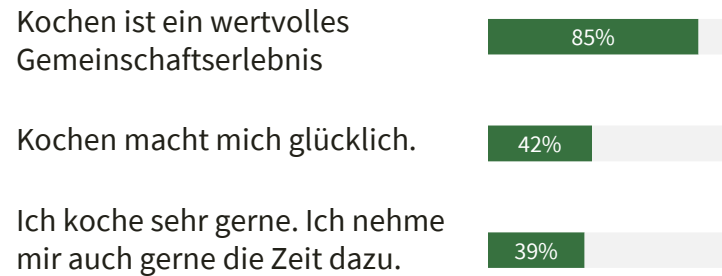 Kochen ist ein wertvolles
Gemeinschaftserlebnis
85%
Kochen macht mich glücklich.
42%
Ich koche sehr gerne. Ich nehme
mir auch gerne die Zeit dazu.
39%